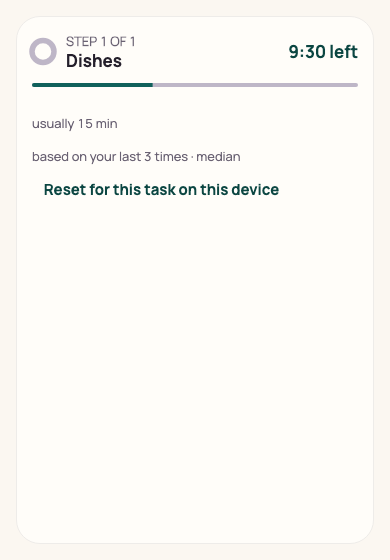 STEP 1 OF 1
Dishes
9:30 left
usually 15 min
based on your last 3 times · median
Reset for this task on this device